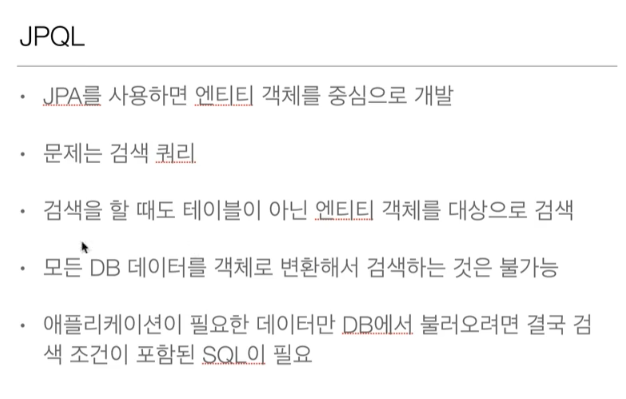 JPQL
• JPA를 사용하면 엔티티 객체를 중심으로 개발
• 문제는 검색 쿼리
• 검색을 할 때도 테이블이 아닌 엔티티 객체를 대상으로 검색
• 모든 DB 데이터를 객체로 변환해서 검색하는 것은 불가능
• 애플리케이션이 필요한 데이터만 DB에서 불러오려면 결국 검
색 조건이 포함된 SQL이 필요